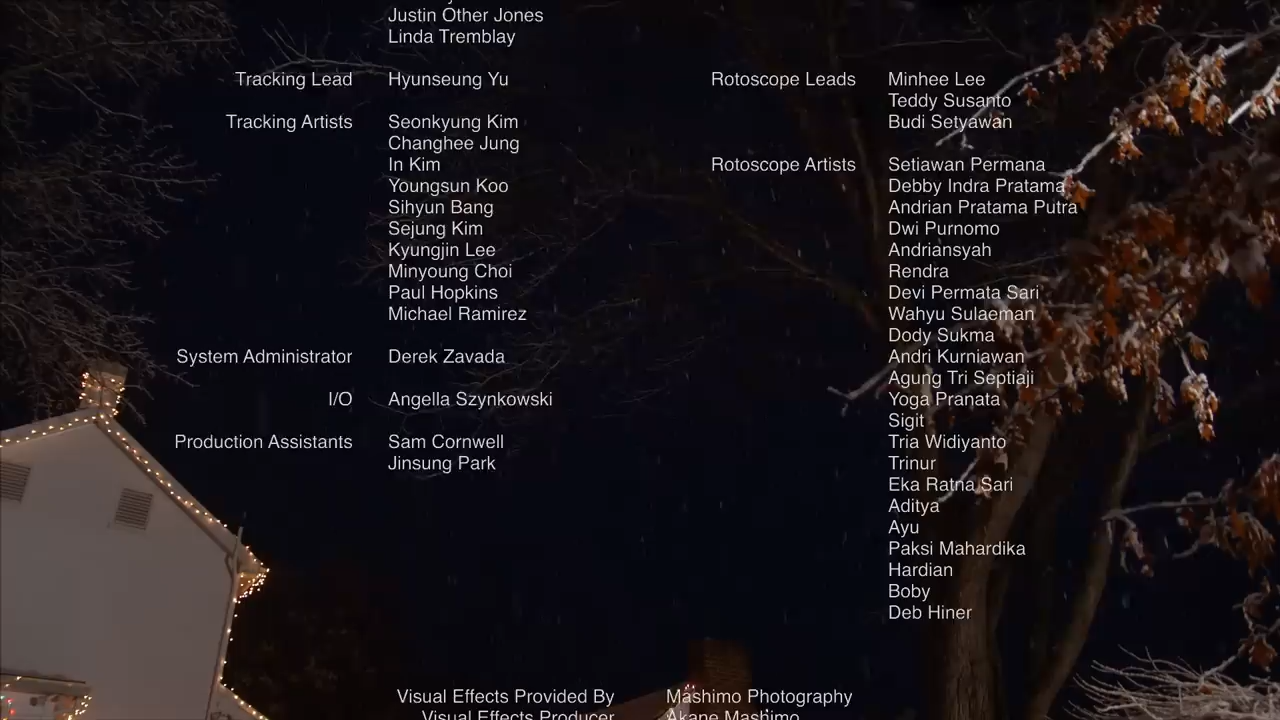 Justin Other Jones
Linda Tremblay
Tracking Lead Hyunseung Yu
Tracking Artists Seonkyung Kim
Changhee Jung
In Kim
Youngsun Koo
Sihyun Bang
Sejung Kim
Kyungjin Lee
Minyoung Choi
Paul Hopkins
Michael Ramirez
System Administrator Derek Zavada
I/O Angella Szynkowski
Production Assistants Sam Cornwell
Jinsung Park
Rotoscope Leads Minhee Lee
Teddy Susanto
Budi Setyawan
Rotoscope Artists Setiawan Permana
Debby Indra Pratama
Andrian Pratama Putra
Dwi Purnomo
Andriansyah
Rendra
Devi Permata Sari
Wahyu Sulaeman
Dody Sukma
Andri Kurniawan
Agung Tri Septiaji
Yoga Pranata
Sigit
Tria Widiyanto
Trinur
Eka Ratna Sari
Aditya
Ayu
Paksi Mahardika
Hardian
Boby
Deb Hiner
Visual Effects Provided By Mashimo Photography
Visual Effects Producer Akane Mashimo